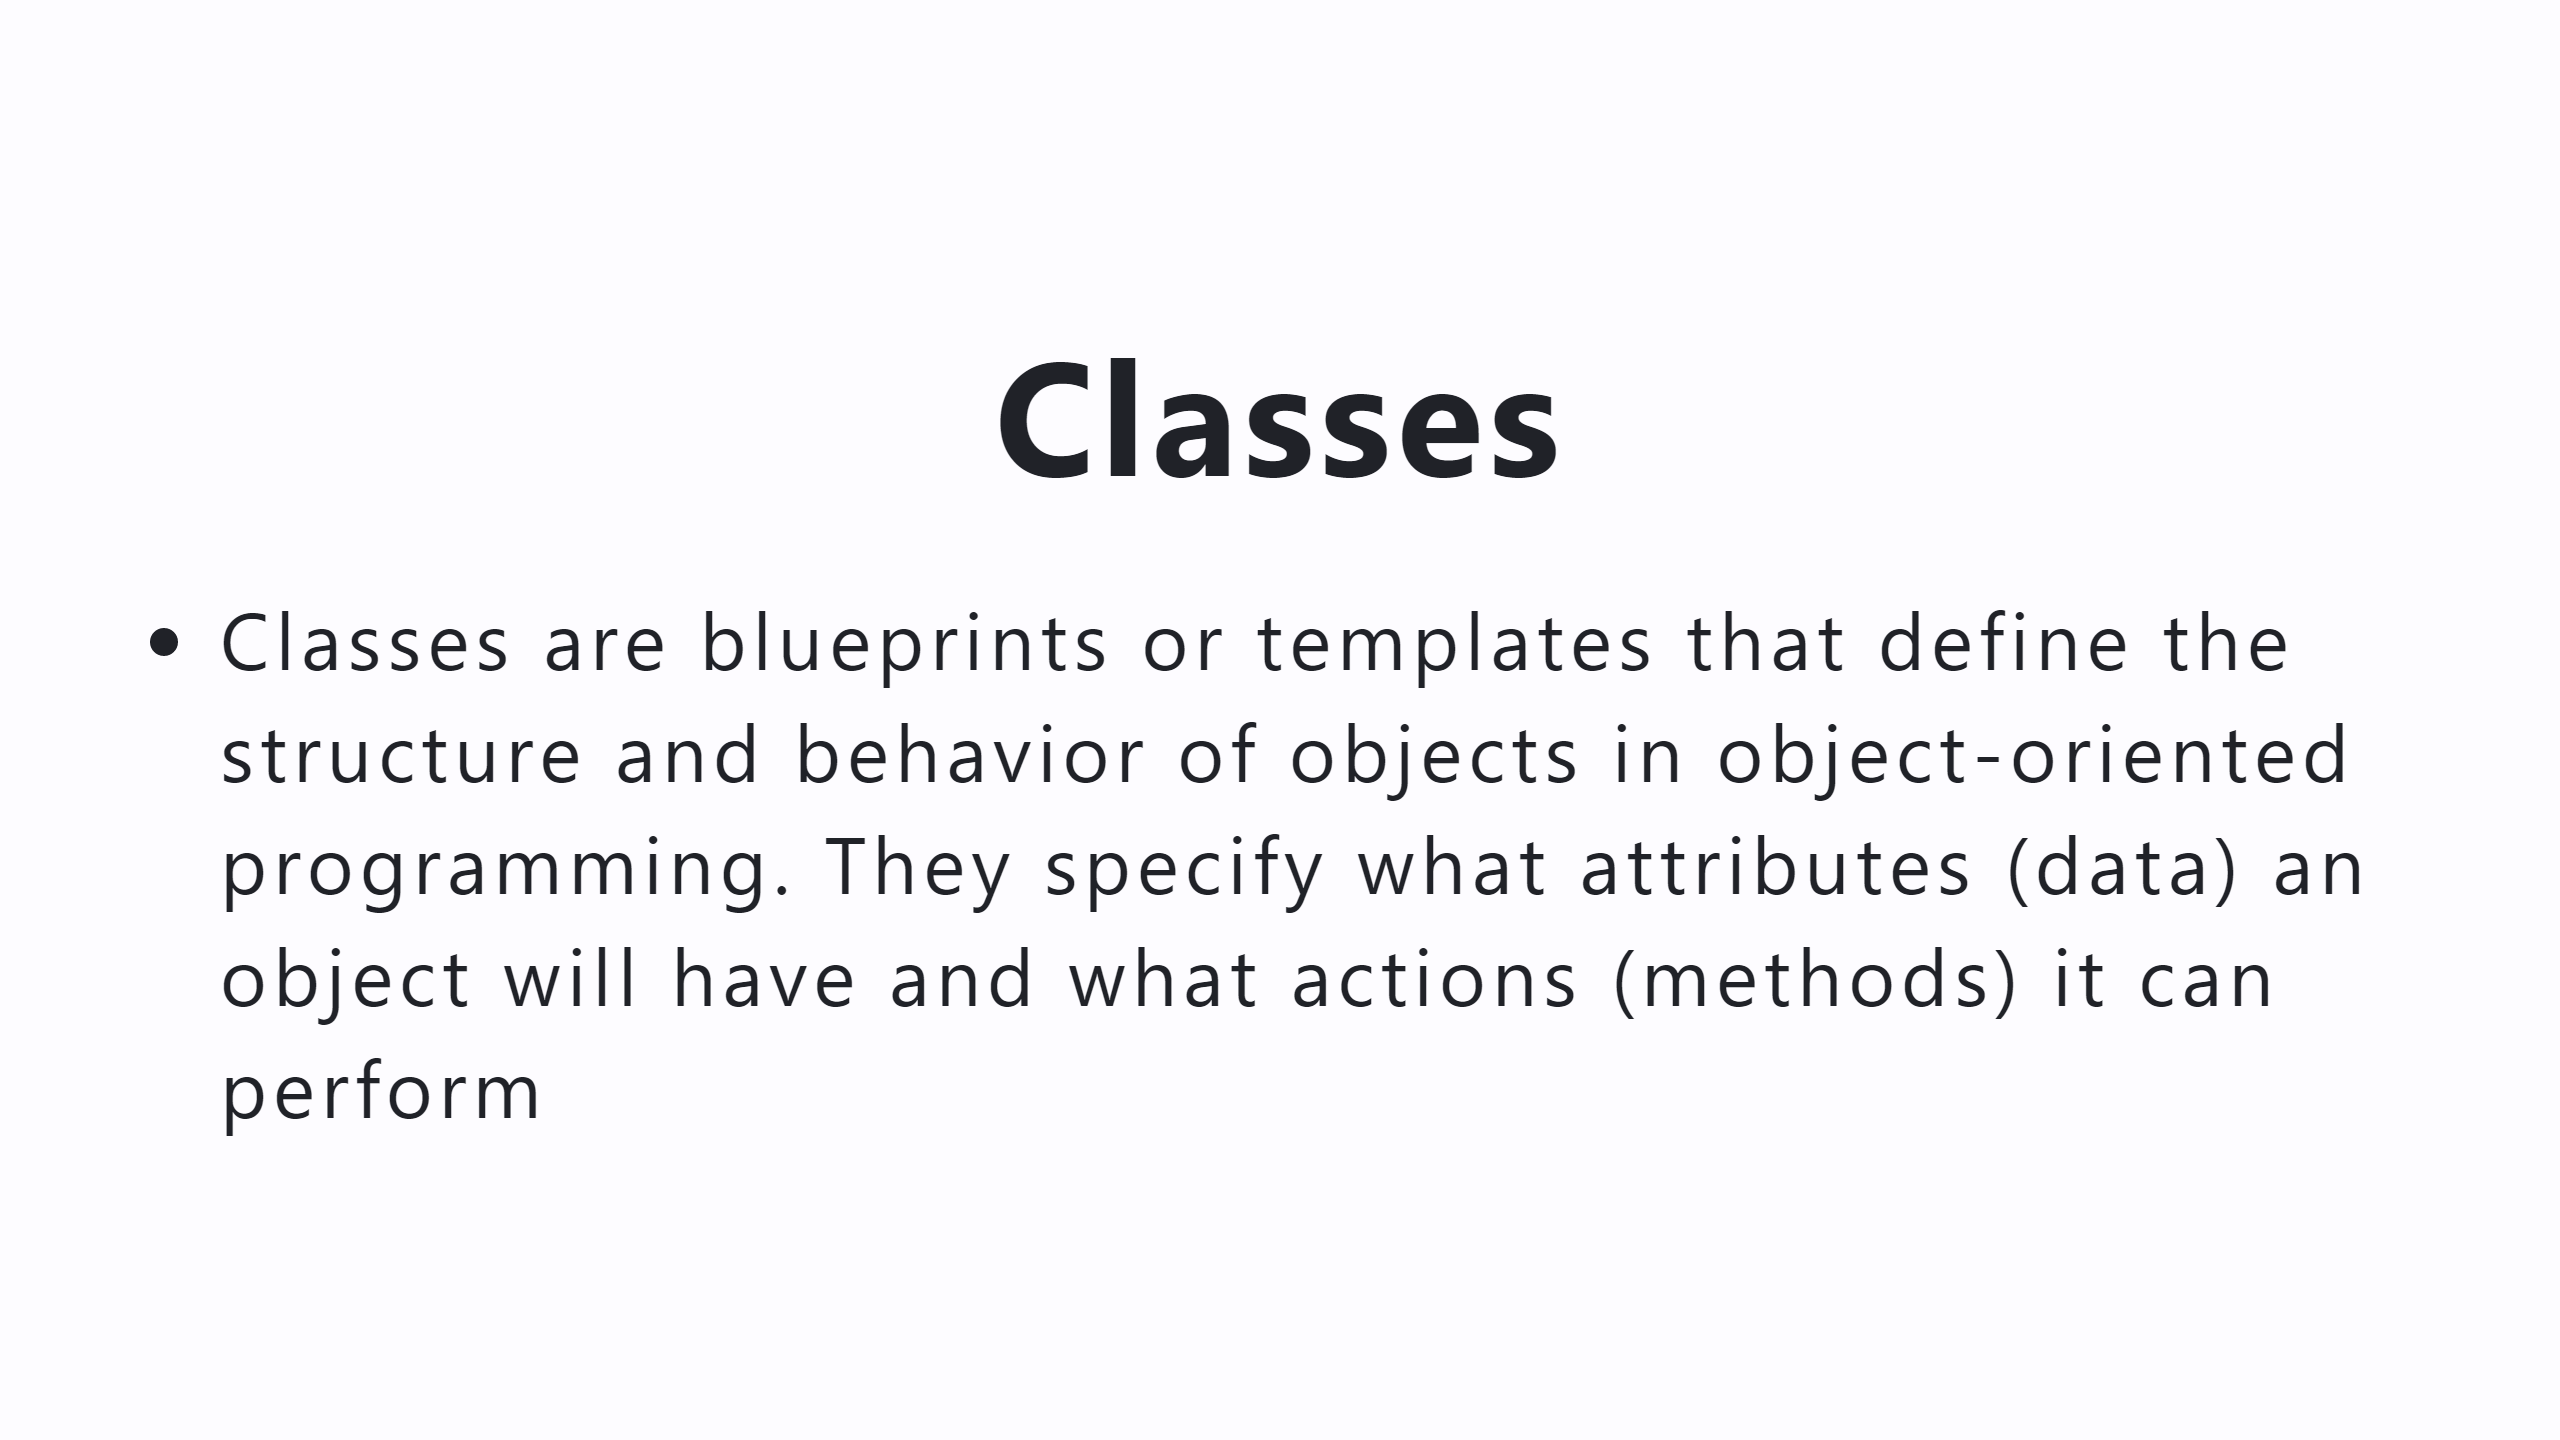 Classes
• Classes are blueprints or templates that define the
structure and behavior of objects in object-oriented
programming. They specify what attributes (data) an
object will have and what actions (methods) it can
perform